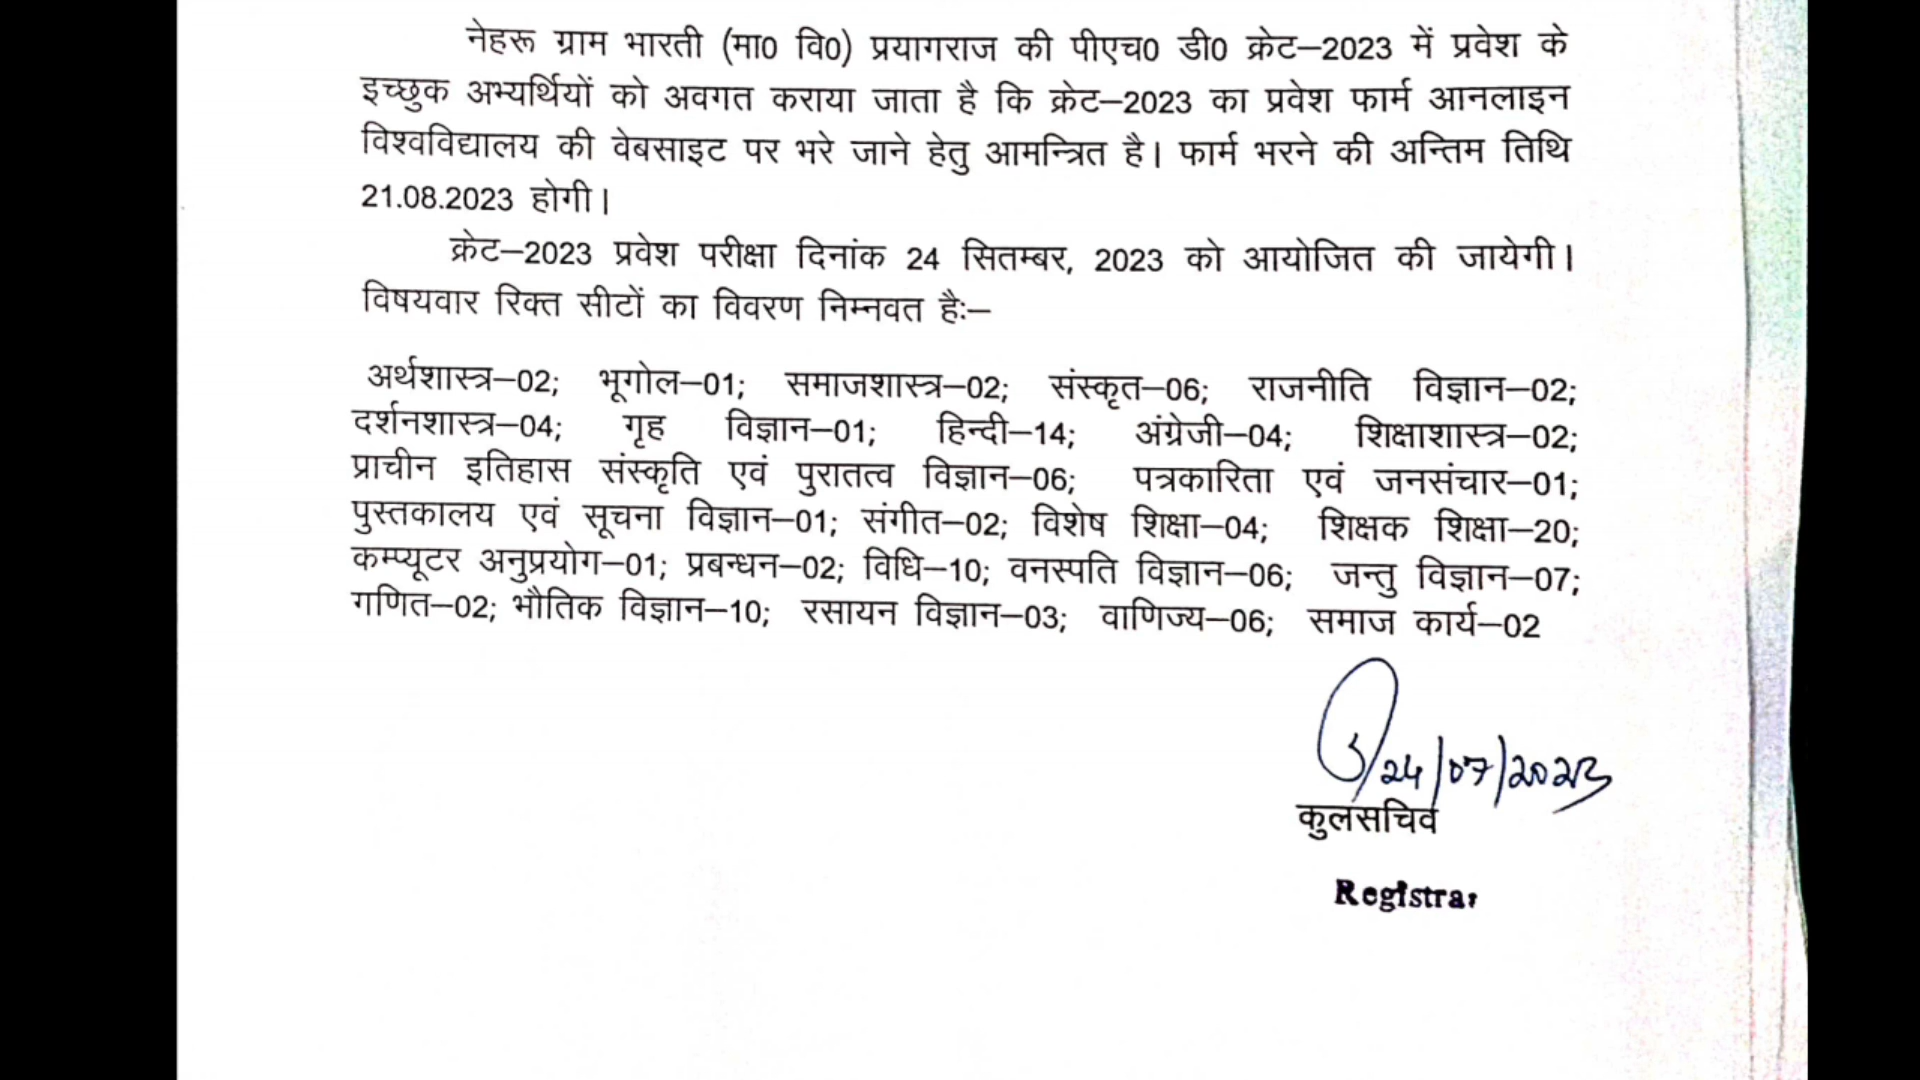 नेहरू ग्राम भारती (मा0 वि0) प्रयागराज की पीएच0 डी0 क्रेट–2023 में प्रवेश के
इच्छुक अभ्यर्थियों को अवगत कराया जाता है कि क्रेट–2023 का प्रवेश फार्म आनलाइन
विश्वविद्यालय की वेबसाइट पर भरे जाने हेतु आमन्त्रित है। फार्म भरने की अन्तिम तिथि
21.08.2023 होगी।
क्रेट–2023 प्रवेश परीक्षा दिनांक 24 सितम्बर, 2023 को आयोजित की जायेगी।
विषयवार रिक्त सीटों का विवरण निम्नवत हैः–
अर्थशास्त्र–02; भूगोल–01; समाजशास्त्र–02; संस्कृत–06; राजनीति विज्ञान–02;
दर्शनशास्त्र–04; गृह विज्ञान–01; हिन्दी–14; अंग्रेजी–04; शिक्षाशास्त्र–02;
प्राचीन इतिहास संस्कृति एवं पुरातत्व विज्ञान–06; पत्रकारिता एवं जनसंचार–01;
पुस्तकालय एवं सूचना विज्ञान–01; संगीत–02; विशेष शिक्षा–04; शिक्षक शिक्षा–20;
कम्प्यूटर अनुप्रयोग–01; प्रबन्धन–02; विधि–10; वनस्पति विज्ञान–06; जन्तु विज्ञान–07;
गणित–02; भौतिक विज्ञान–10; रसायन विज्ञान–03; वाणिज्य–06; समाज कार्य–02
24/07/2023
कुलसचिव
Registrar